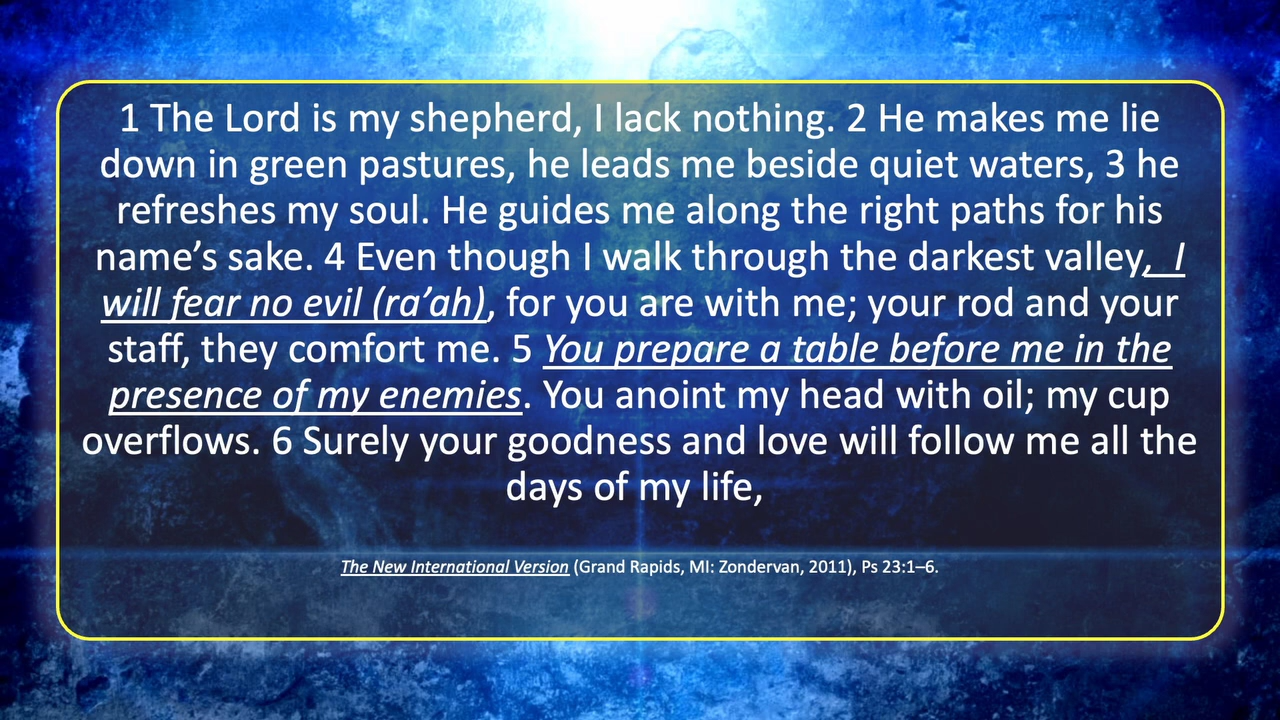 1 The Lord is my shepherd, I lack nothing. 2 He makes me lie
down in green pastures, he leads me beside quiet waters, 3 he
refreshes my soul. He guides me along the right paths for his
name’s sake. 4 Even though I walk through the darkest valley,  I
will fear no evil (ra’ah), for you are with me; your rod and your
staff, they comfort me. 5 You prepare a table before me in the
presence of my enemies. You anoint my head with oil; my cup
overflows. 6 Surely your goodness and love will follow me all the
days of my life,
The New International Version (Grand Rapids, MI: Zondervan, 2011), Ps 23:1–6.